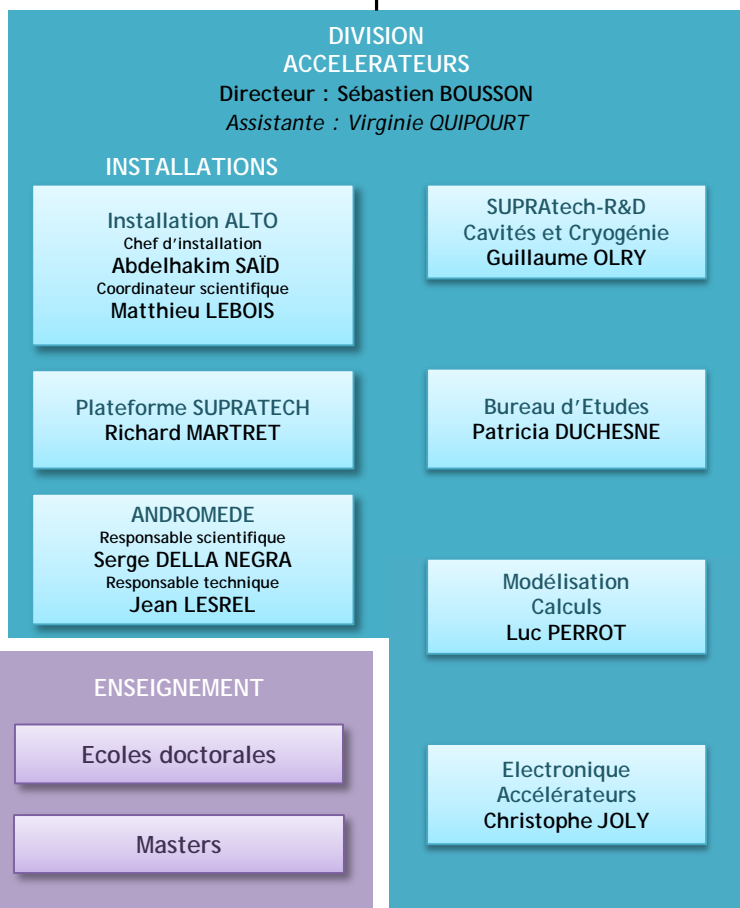 DIVISION
ACCELERATEURS
Directeur : Sébastien BOUSSON
Assistante : Virginie QUIPOURT
INSTALLATIONS
Installation ALTO
Chef d'installation
Abdelhakim SAÏD
Coordinateur scientifique
Matthieu LEBOIS
Plateforme SUPRATECH
Richard MARTRET
ANDROMEDE
Responsable scientifique
Serge DELLA NEGRA
Responsable technique
Jean LESREL
SUPRAtech-R&D
Cavités et Cryogénie
Guillaume OLRY
Bureau d'Etudes
Patricia DUCHESNE
Modélisation
Calculs
Luc PERROT
Electronique
Accélérateurs
Christophe JOLY
ENSEIGNEMENT
Ecoles doctorales
Masters